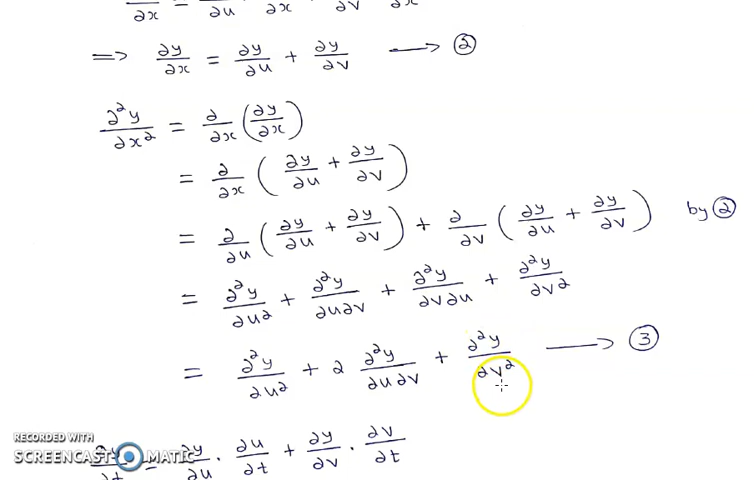 ∂x = ∂u · ∂x ∂v ∂x
⟹ ∂y/∂x = ∂y/∂u + ∂y/∂v ⟶ ②
∂²y/∂x² = ∂/∂x (∂y/∂x)
= ∂/∂x (∂y/∂u + ∂y/∂v)
= ∂/∂u (∂y/∂u + ∂y/∂v) + ∂/∂v (∂y/∂u + ∂y/∂v) by ②
= ∂²y/∂u² + ∂²y/∂u∂v + ∂²y/∂v∂u + ∂²y/∂v²
= ∂²y/∂u² + 2 ∂²y/∂u∂v + ∂²y/∂v² ⟶ ③
RECORDED WITH
SCREENCAST MATIC
∂y/∂t = ∂y/∂u · ∂u/∂t + ∂y/∂v · ∂v/∂t